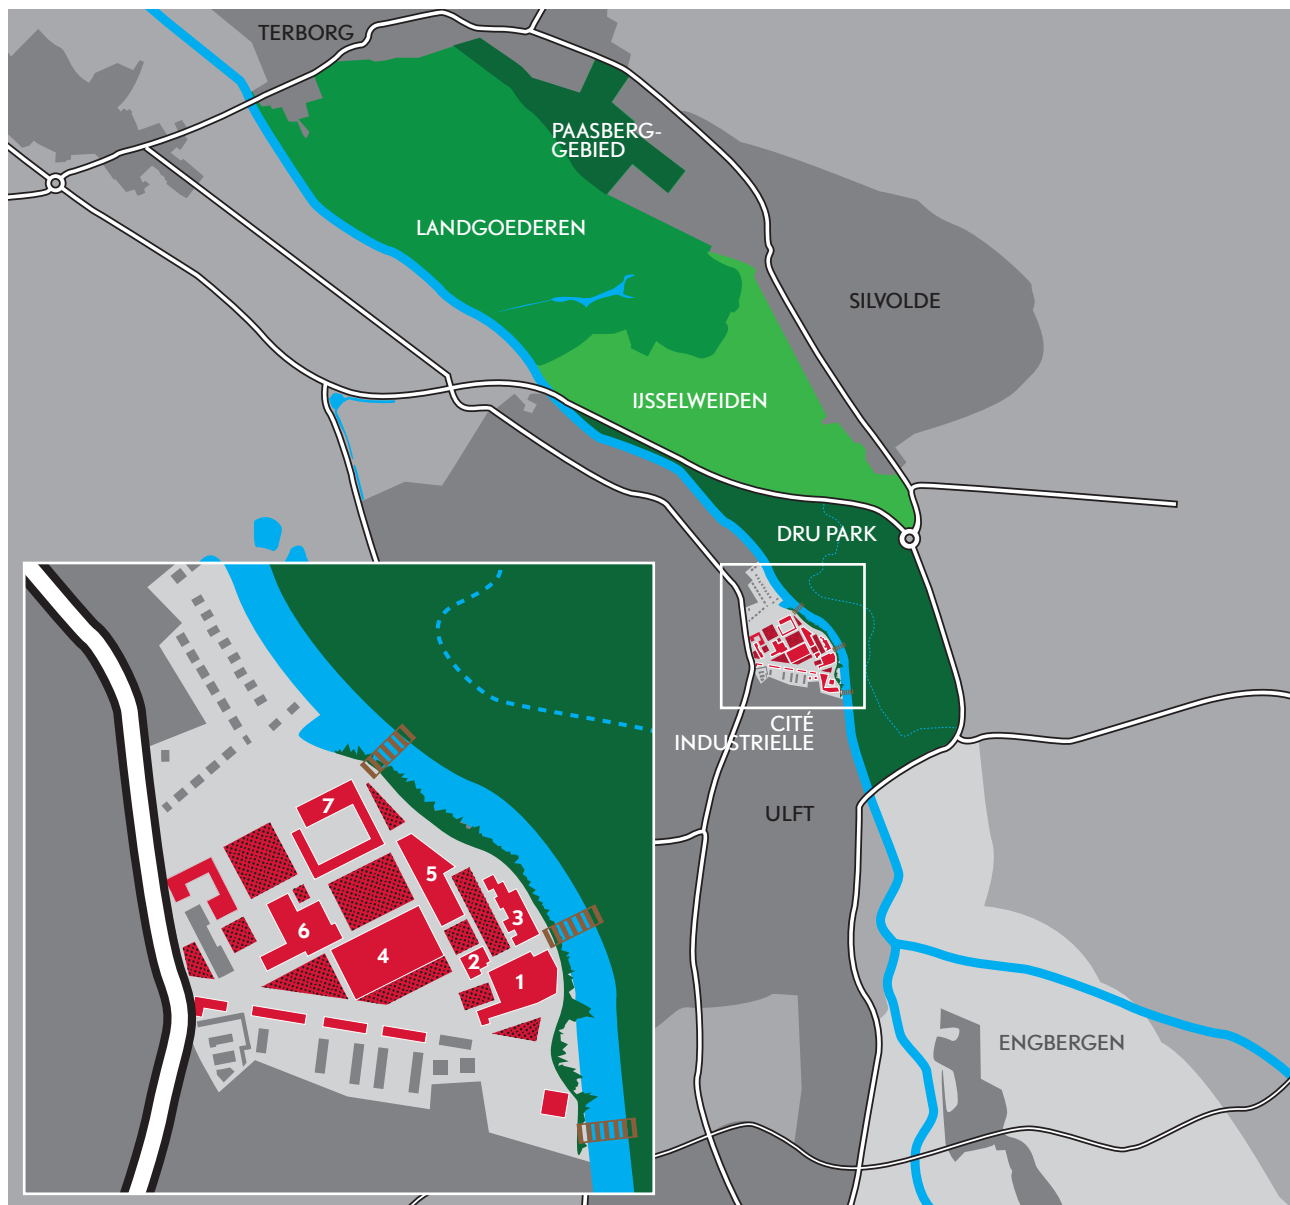 TERBORG
PAASBERG-
GEBIED
LANDGOEDEREN
SILVOLDE
IJSSELWEIDEN
DRU PARK
CITÉ
INDUSTRIELLE
ULFT
7
5
3
6
4
2
1
ENGBERGEN